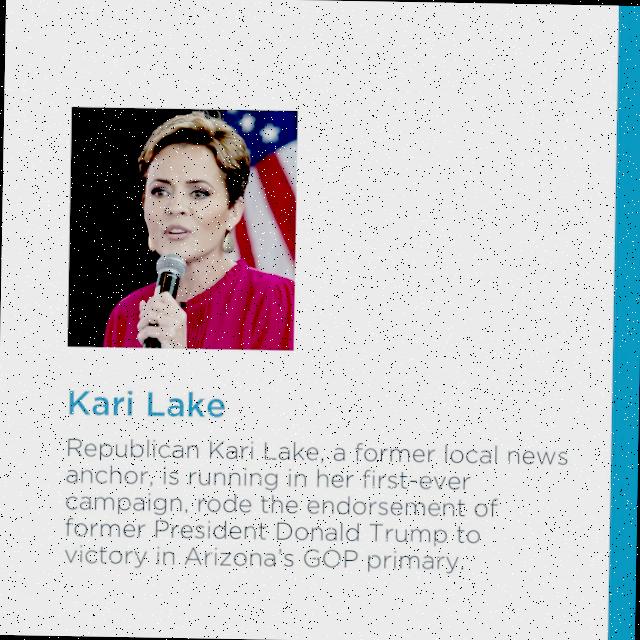 Kari Lake
Republican Kari Lake, a former local news
anchor, is running in her first-ever
campaign, rode the endorsement of
former President Donald Trump to
victory in Arizona's GOP primary.